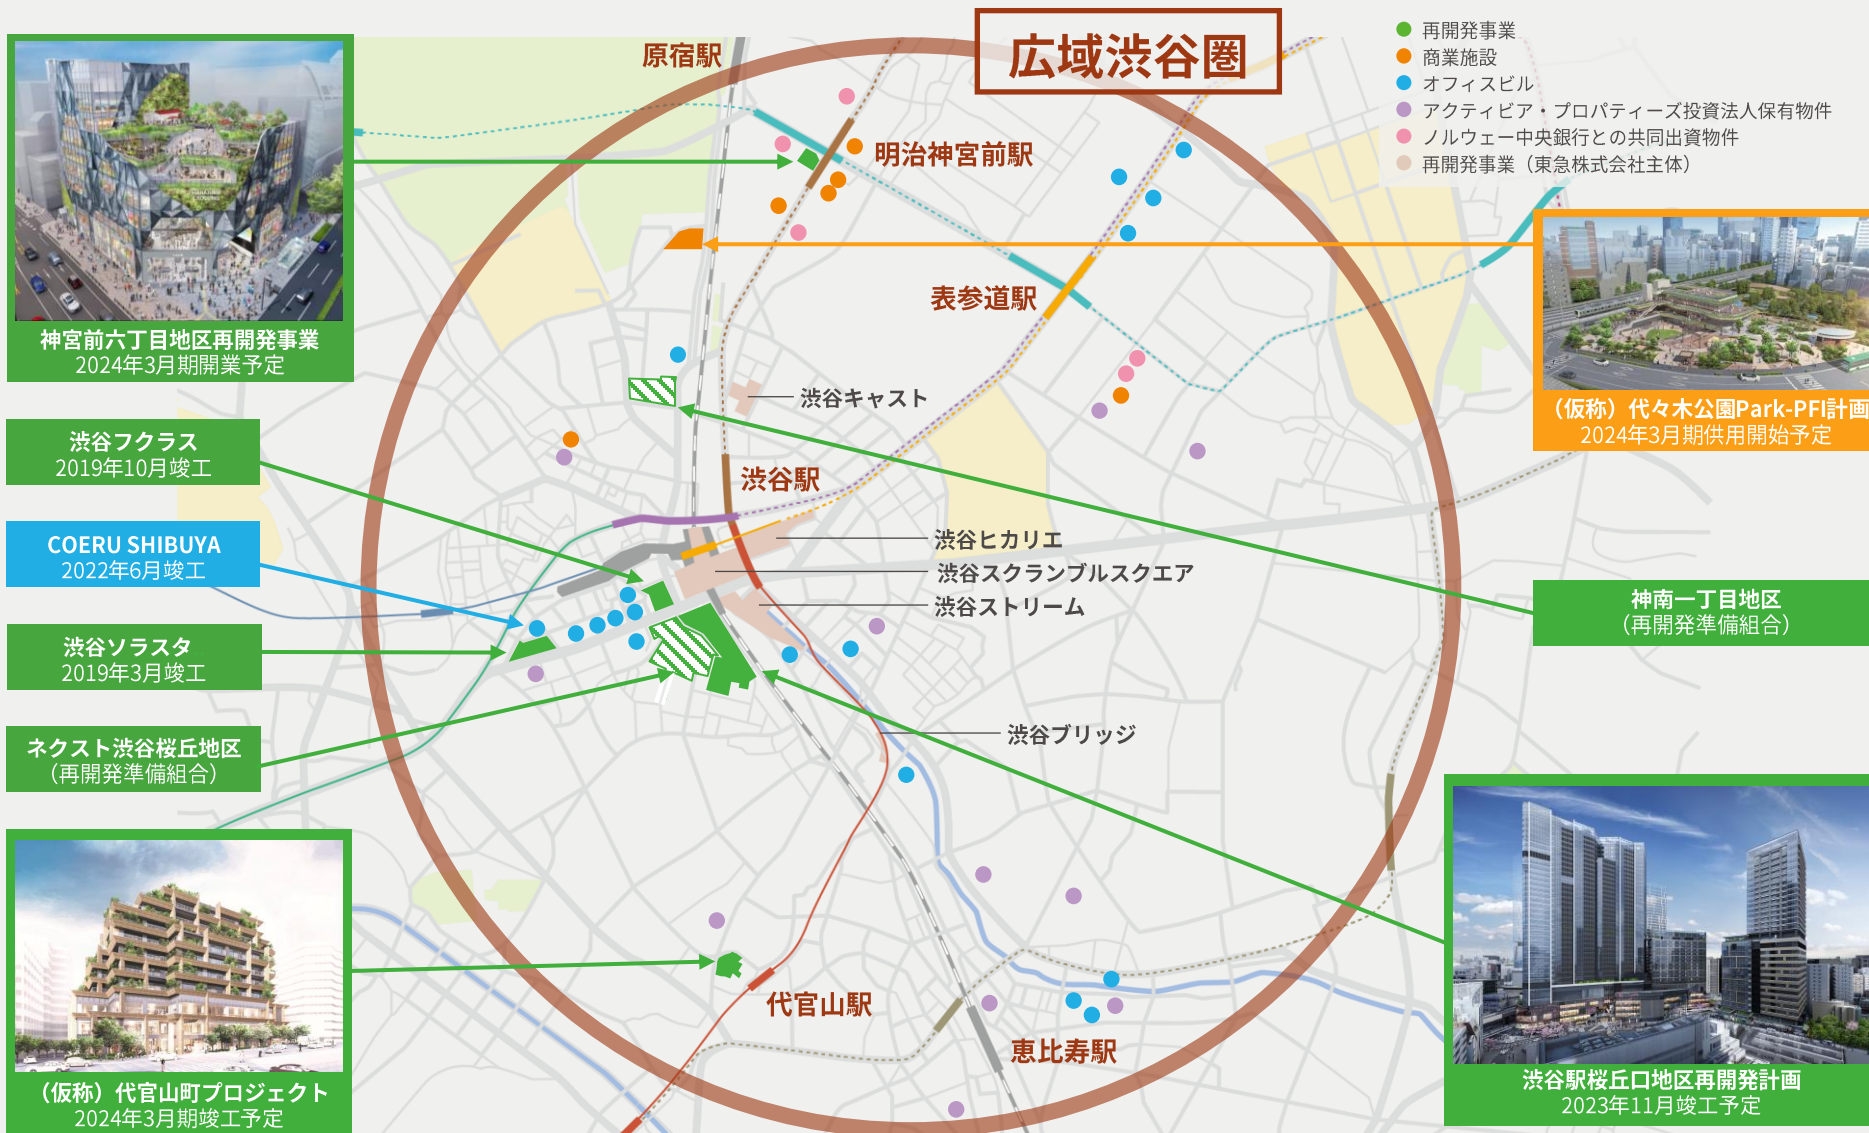 広域渋谷圏
再開発事業
商業施設
オフィスビル
アクティビア・プロパティーズ投資法人保有物件
ノルウェー中央銀行との共同出資物件
再開発事業（東急株式会社主体）
原宿駅
明治神宮前駅
表参道駅
渋谷駅
代官山駅
恵比寿駅
渋谷キャスト
渋谷ヒカリエ
渋谷スクランブルスクエア
渋谷ストリーム
渋谷ブリッジ
神宮前六丁目地区再開発事業
2024年3月期開業予定
渋谷フクラス
2019年10月竣工
COERU SHIBUYA
2022年6月竣工
渋谷ソラスタ
2019年3月竣工
ネクスト渋谷桜丘地区
（再開発準備組合）
（仮称）代官山町プロジェクト
2024年3月期竣工予定
（仮称）代々木公園Park-PFI計画
2024年3月期供用開始予定
神南一丁目地区
（再開発準備組合）
渋谷駅桜丘口地区再開発計画
2023年11月竣工予定